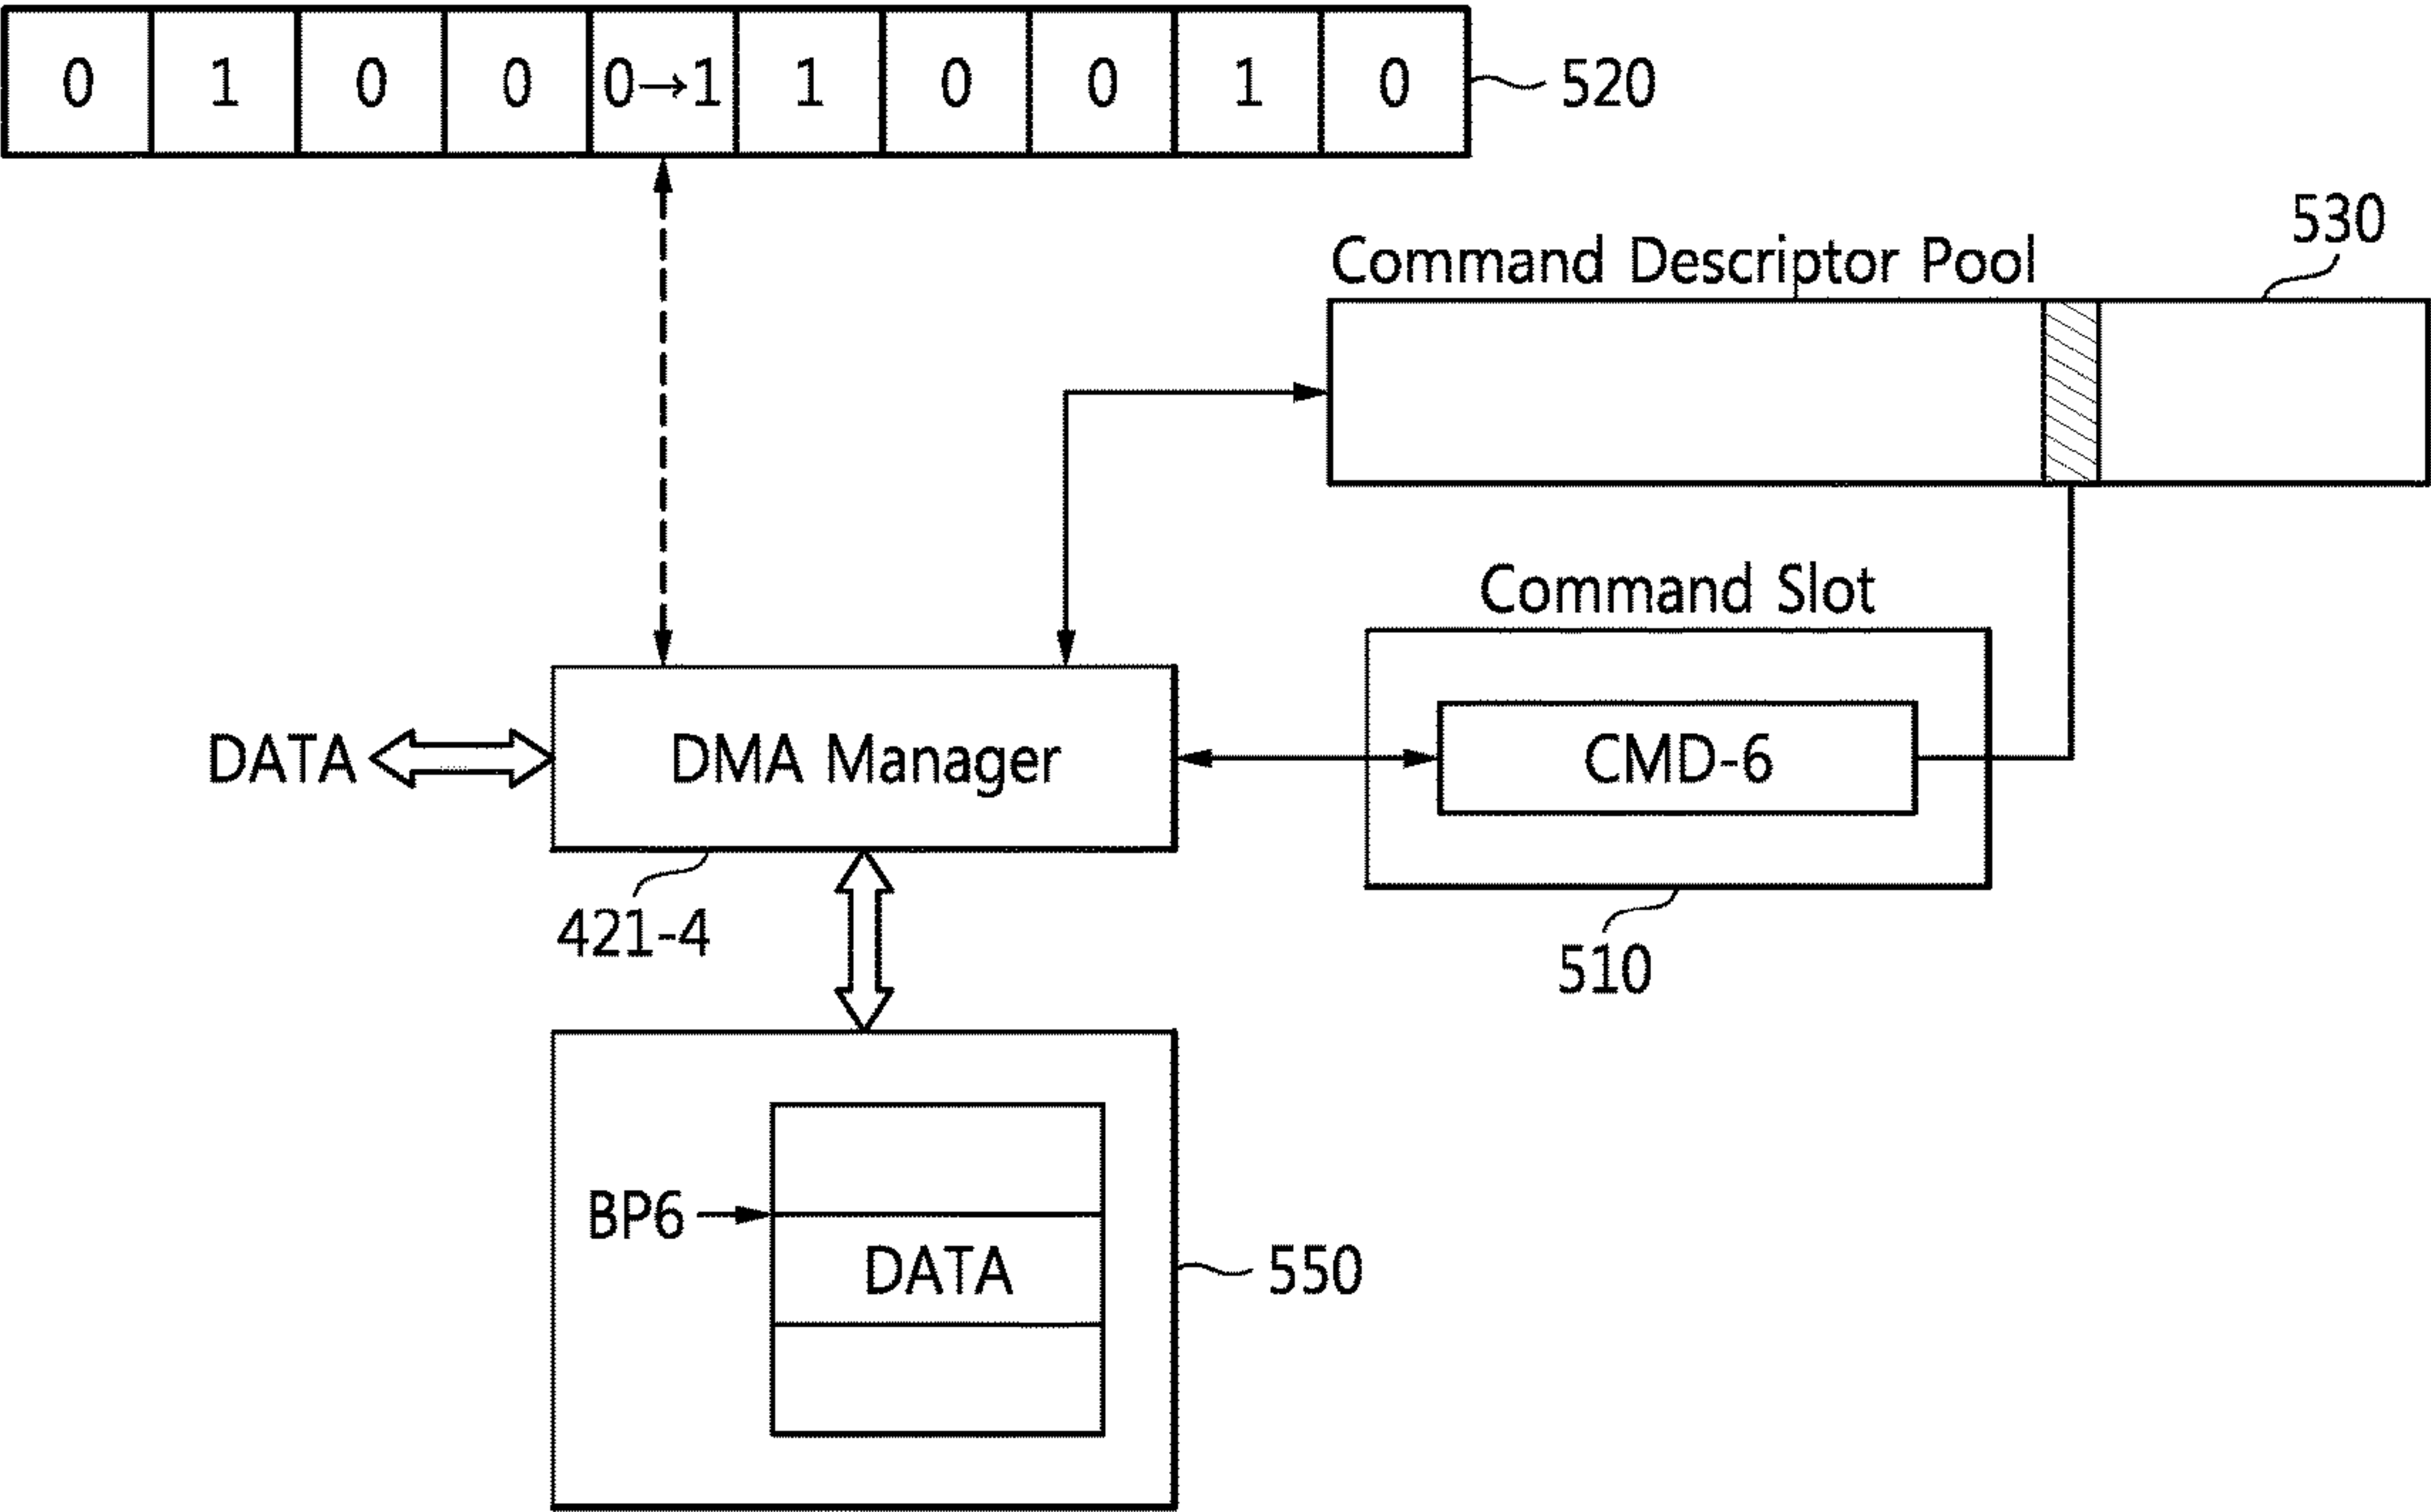 0 1 0 0 0→1 1 0 0 1 0
520
530
Command Descriptor Pool
Command Slot
DATA
DMA Manager
CMD-6
421-4
510
BP6
DATA
550